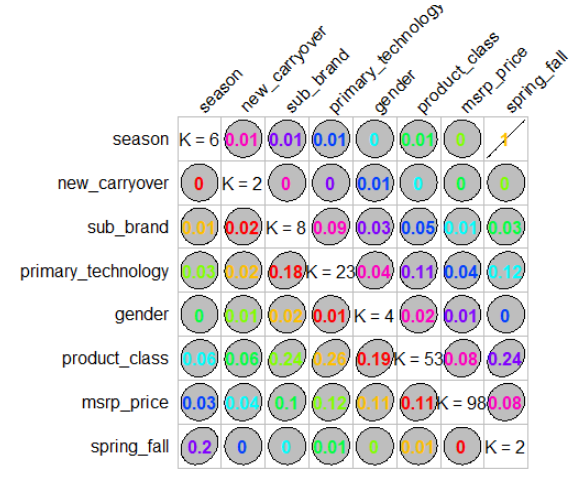 season new_carryover sub_brand primary_technology gender product_class msrp_price spring_fall
season K = 6 0.01 0.01 0.01 0 0.01 0 1
new_carryover 0 K = 2 0 0 0.01 0 0 0
sub_brand 0.01 0.02 K = 8 0.09 0.03 0.05 0.01 0.03
primary_technology 0.03 0.02 0.18 K = 23 0.04 0.11 0.04 0.12
gender 0 0.01 0.02 0.01 K = 4 0.02 0.01 0
product_class 0.06 0.06 0.24 0.26 0.19 K = 53 0.08 0.24
msrp_price 0.03 0.04 0.1 0.12 0.11 0.11 K = 98 0.08
spring_fall 0.2 0 0 0.01 0 0.01 0 K = 2